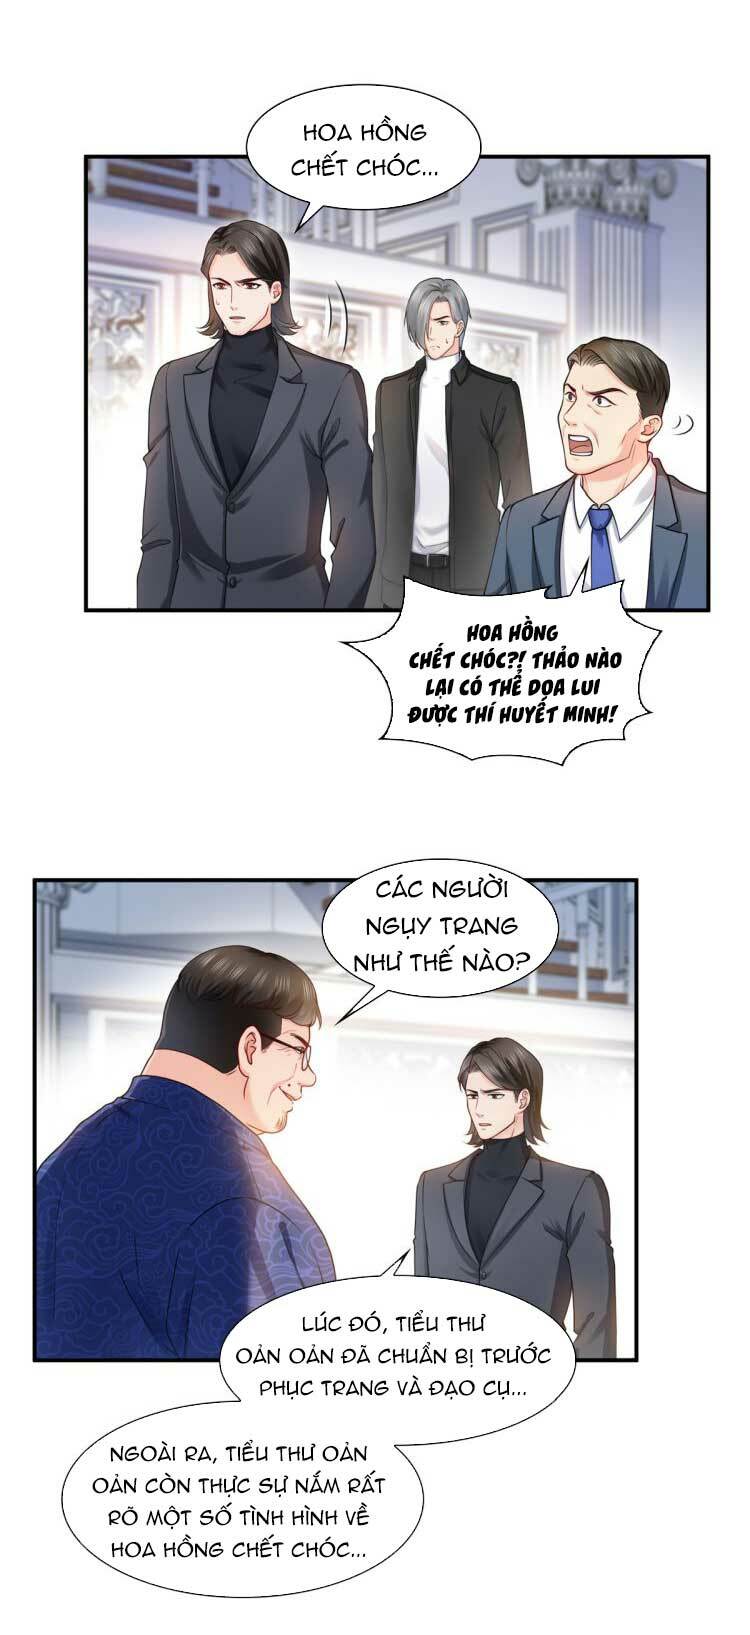 HOA HỒNG
CHẾT CHÓC...
HOA HỒNG
CHẾT CHÓC?! THẢO NÀO
LẠI CÓ THỂ DỌA LUI
ĐƯỢC THÍ HUYẾT MINH!
CÁC NGƯỜI
NGỤY TRANG
NHƯ THẾ NÀO?
LÚC ĐÓ, TIỂU THƯ
OẢN OẢN ĐÃ CHUẨN BỊ TRƯỚC
PHỤC TRANG VÀ ĐẠO CỤ...
NGOÀI RA, TIỂU THƯ OẢN
OẢN CÒN THỰC SỰ NẮM RẤT
RÕ MỘT SỐ TÌNH HÌNH VỀ
HOA HỒNG CHẾT CHÓC...